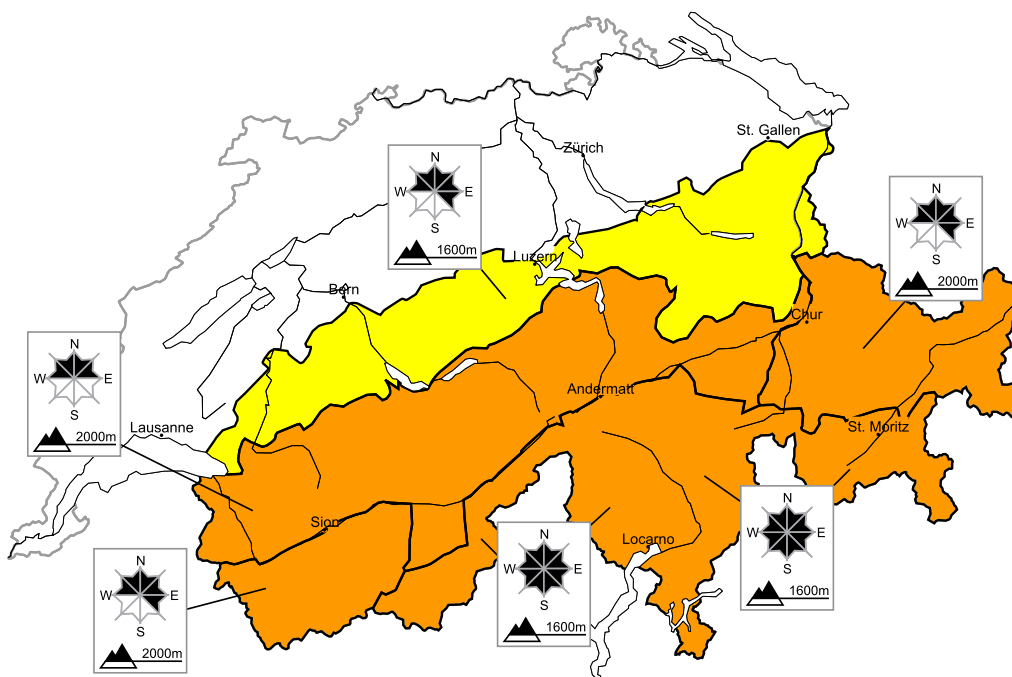 St. Gallen
Zürich
N
W E
S
1600m
N
W E
S
2000m
Luzern
Bern
Chur
N
W E
S
2000m
Andermatt
Lausanne
St. Moritz
N
W E
S
1600m
Sion
Locarno
N
W E
S
1600m
N
W E
S
2000m